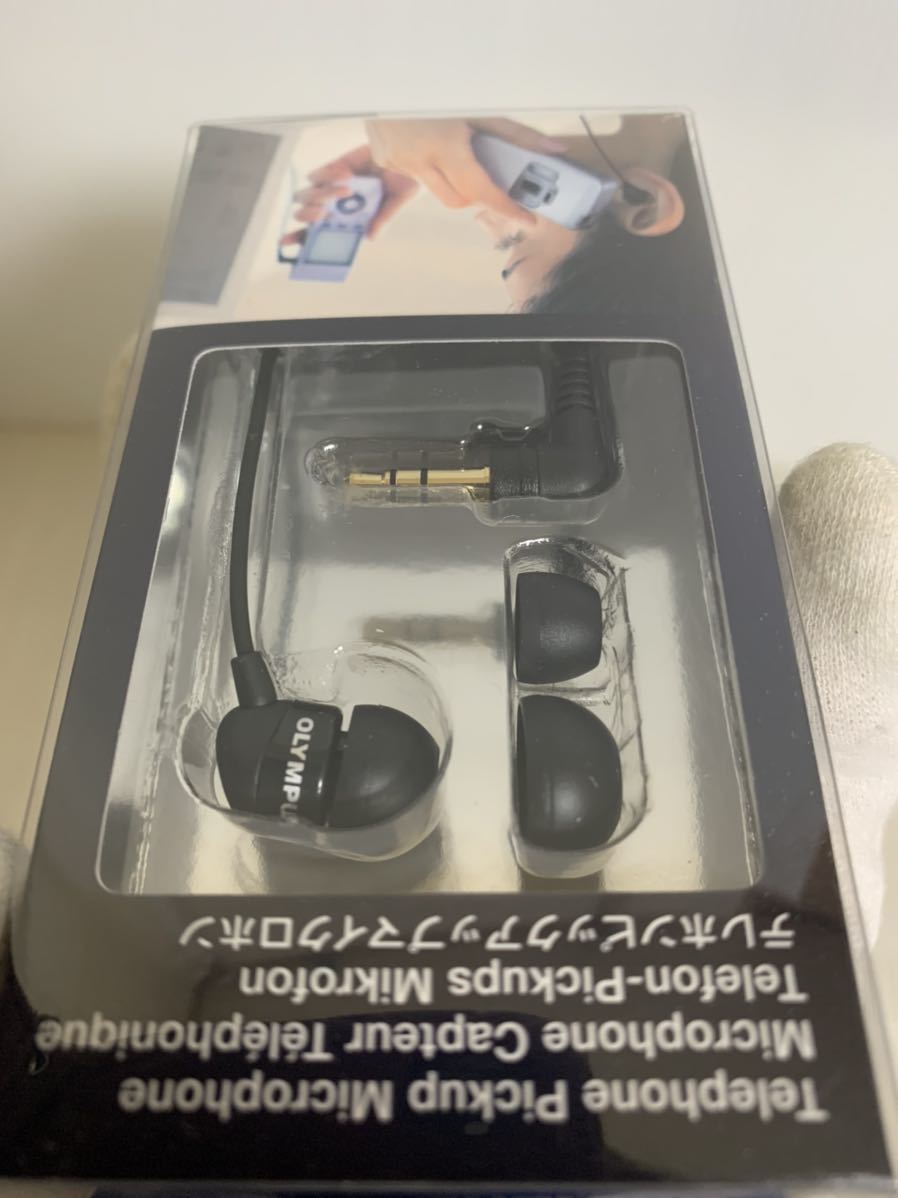 Telephone Pickup Microphone
Microphone Capteur Téléphonique
Telefon-Pickups Mikrofon
テレホンピックアップマイクロホン
OLYMPU